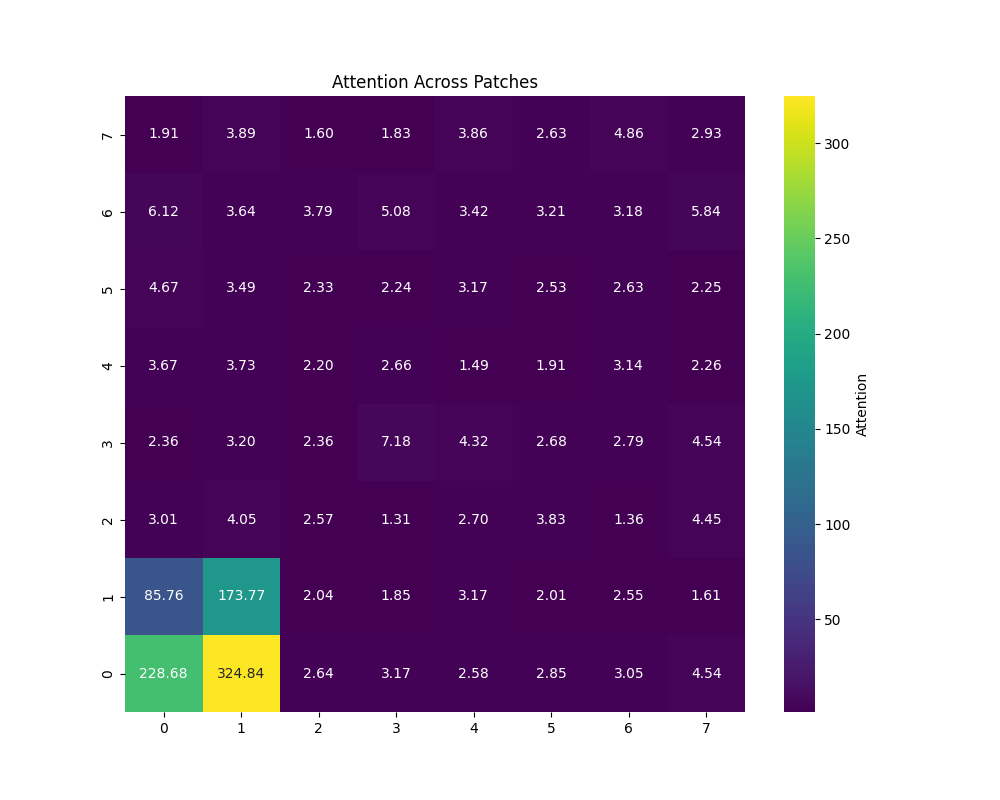 Attention Across Patches
7 1.91 3.89 1.60 1.83 3.86 2.63 4.86 2.93
6 6.12 3.64 3.79 5.08 3.42 3.21 3.18 5.84
5 4.67 3.49 2.33 2.24 3.17 2.53 2.63 2.25
4 3.67 3.73 2.20 2.66 1.49 1.91 3.14 2.26
3 2.36 3.20 2.36 7.18 4.32 2.68 2.79 4.54
2 3.01 4.05 2.57 1.31 2.70 3.83 1.36 4.45
1 85.76 173.77 2.04 1.85 3.17 2.01 2.55 1.61
0 228.68 324.84 2.64 3.17 2.58 2.85 3.05 4.54
0 1 2 3 4 5 6 7
300
250
200
150
100
50
Attention